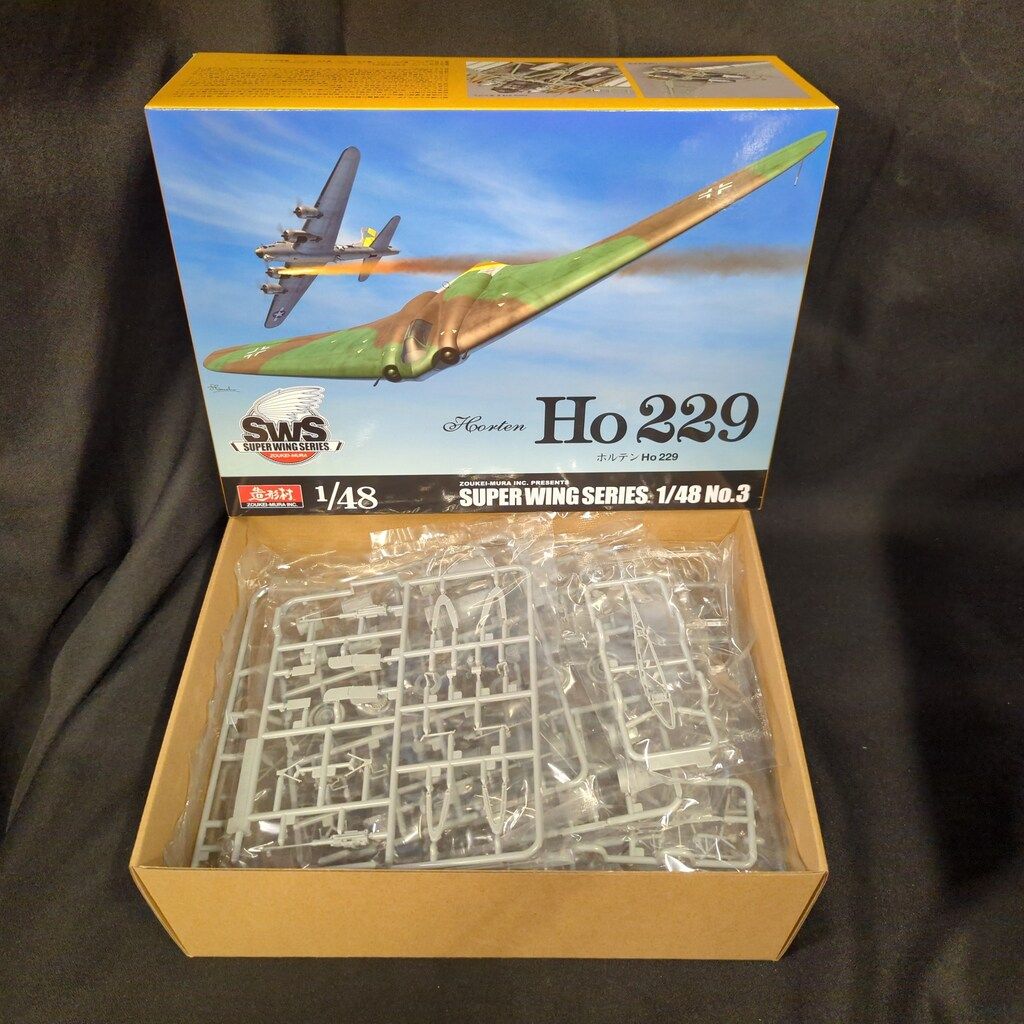 Horten Ho 229
ホルテン Ho 229
SWS
SUPER WING SERIES
ZOUKEI-MURA
造形村
ZOUKEI-MURA INC.
1/48
ZOUKEI-MURA INC. PRESENTS
SUPER WING SERIES 1/48 No.3